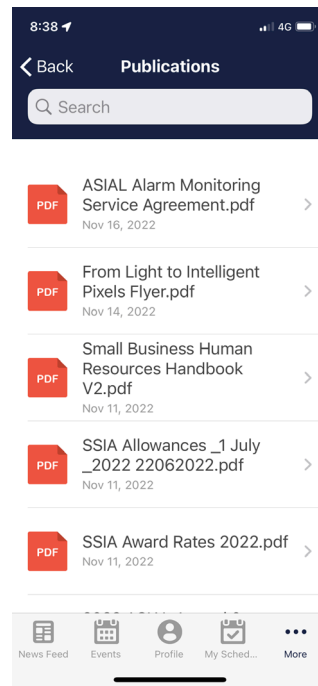 8:38
4G
Back
Publications
Search
PDF
ASIAL Alarm Monitoring
Service Agreement.pdf
Nov 16, 2022
PDF
From Light to Intelligent
Pixels Flyer.pdf
Nov 14, 2022
PDF
Small Business Human
Resources Handbook
V2.pdf
Nov 11, 2022
PDF
SSIA Allowances _1 July
_2022 22062022.pdf
Nov 11, 2022
PDF
SSIA Award Rates 2022.pdf
Nov 11, 2022
News Feed
Events
Profile
My Sched...
More